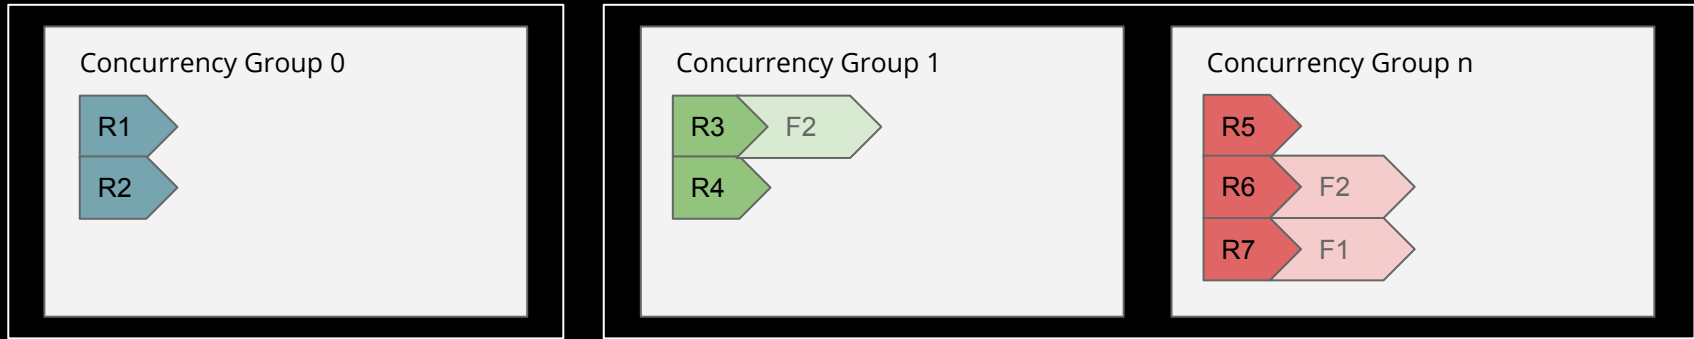 Concurrency Group 0
R1
R2
Concurrency Group 1
R3 F2
R4
Concurrency Group n
R5
R6 F2
R7 F1